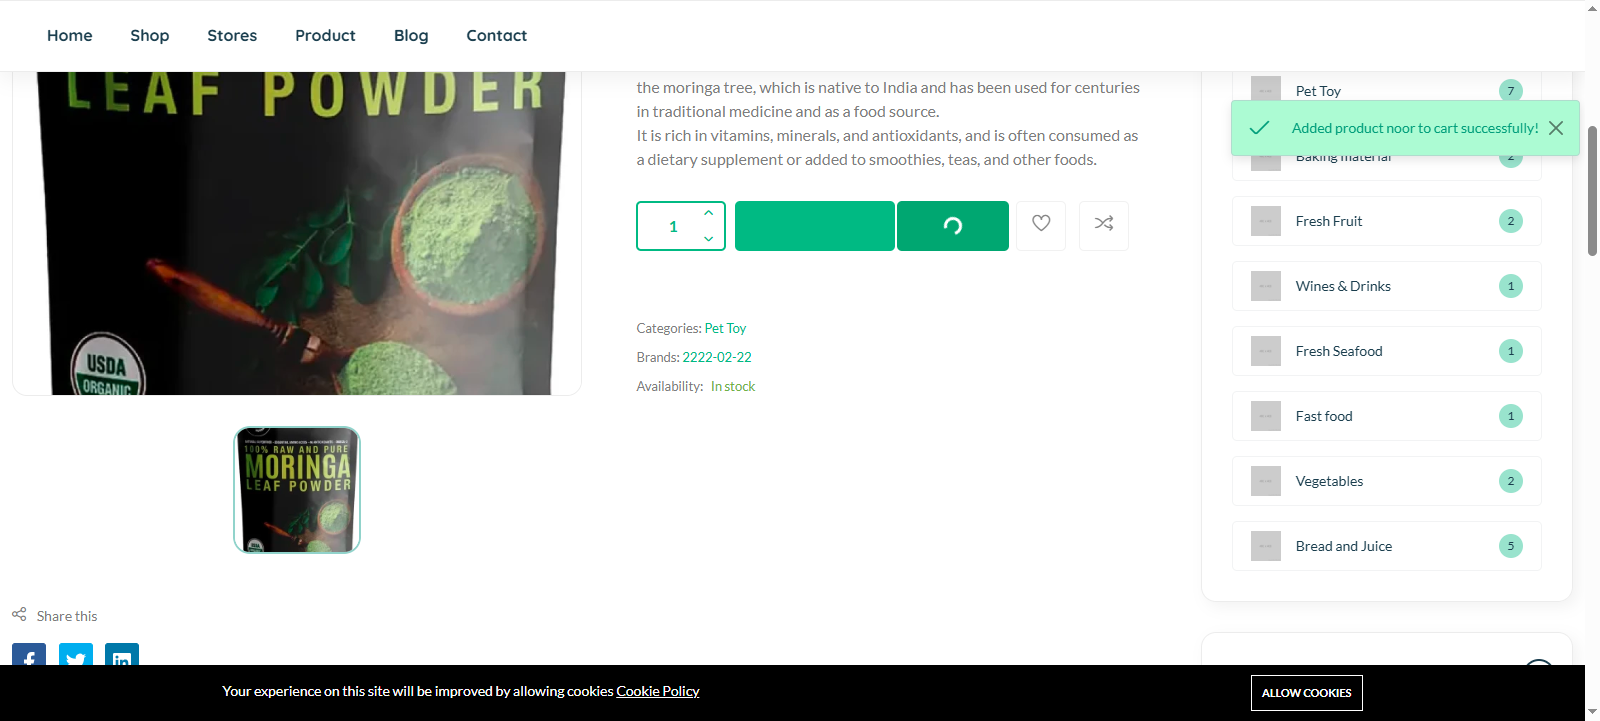 Home
Shop
Stores
Product
Blog
Contact
LEAF POWDER
USDA
ORGANIC
100% RAW AND PURE
MORINGA
LEAF POWDER
Share this
the moringa tree, which is native to India and has been used for centuries
in traditional medicine and as a food source.
It is rich in vitamins, minerals, and antioxidants, and is often consumed as
a dietary supplement or added to smoothies, teas, and other foods.
1
Categories: Pet Toy
Brands: 2222-02-22
Availability: In stock
Pet Toy 7
Added product noor to cart successfully!
Baking material 2
Fresh Fruit 2
Wines & Drinks 1
Fresh Seafood 1
Fast food 1
Vegetables 2
Bread and Juice 5
Your experience on this site will be improved by allowing cookies Cookie Policy
ALLOW COOKIES